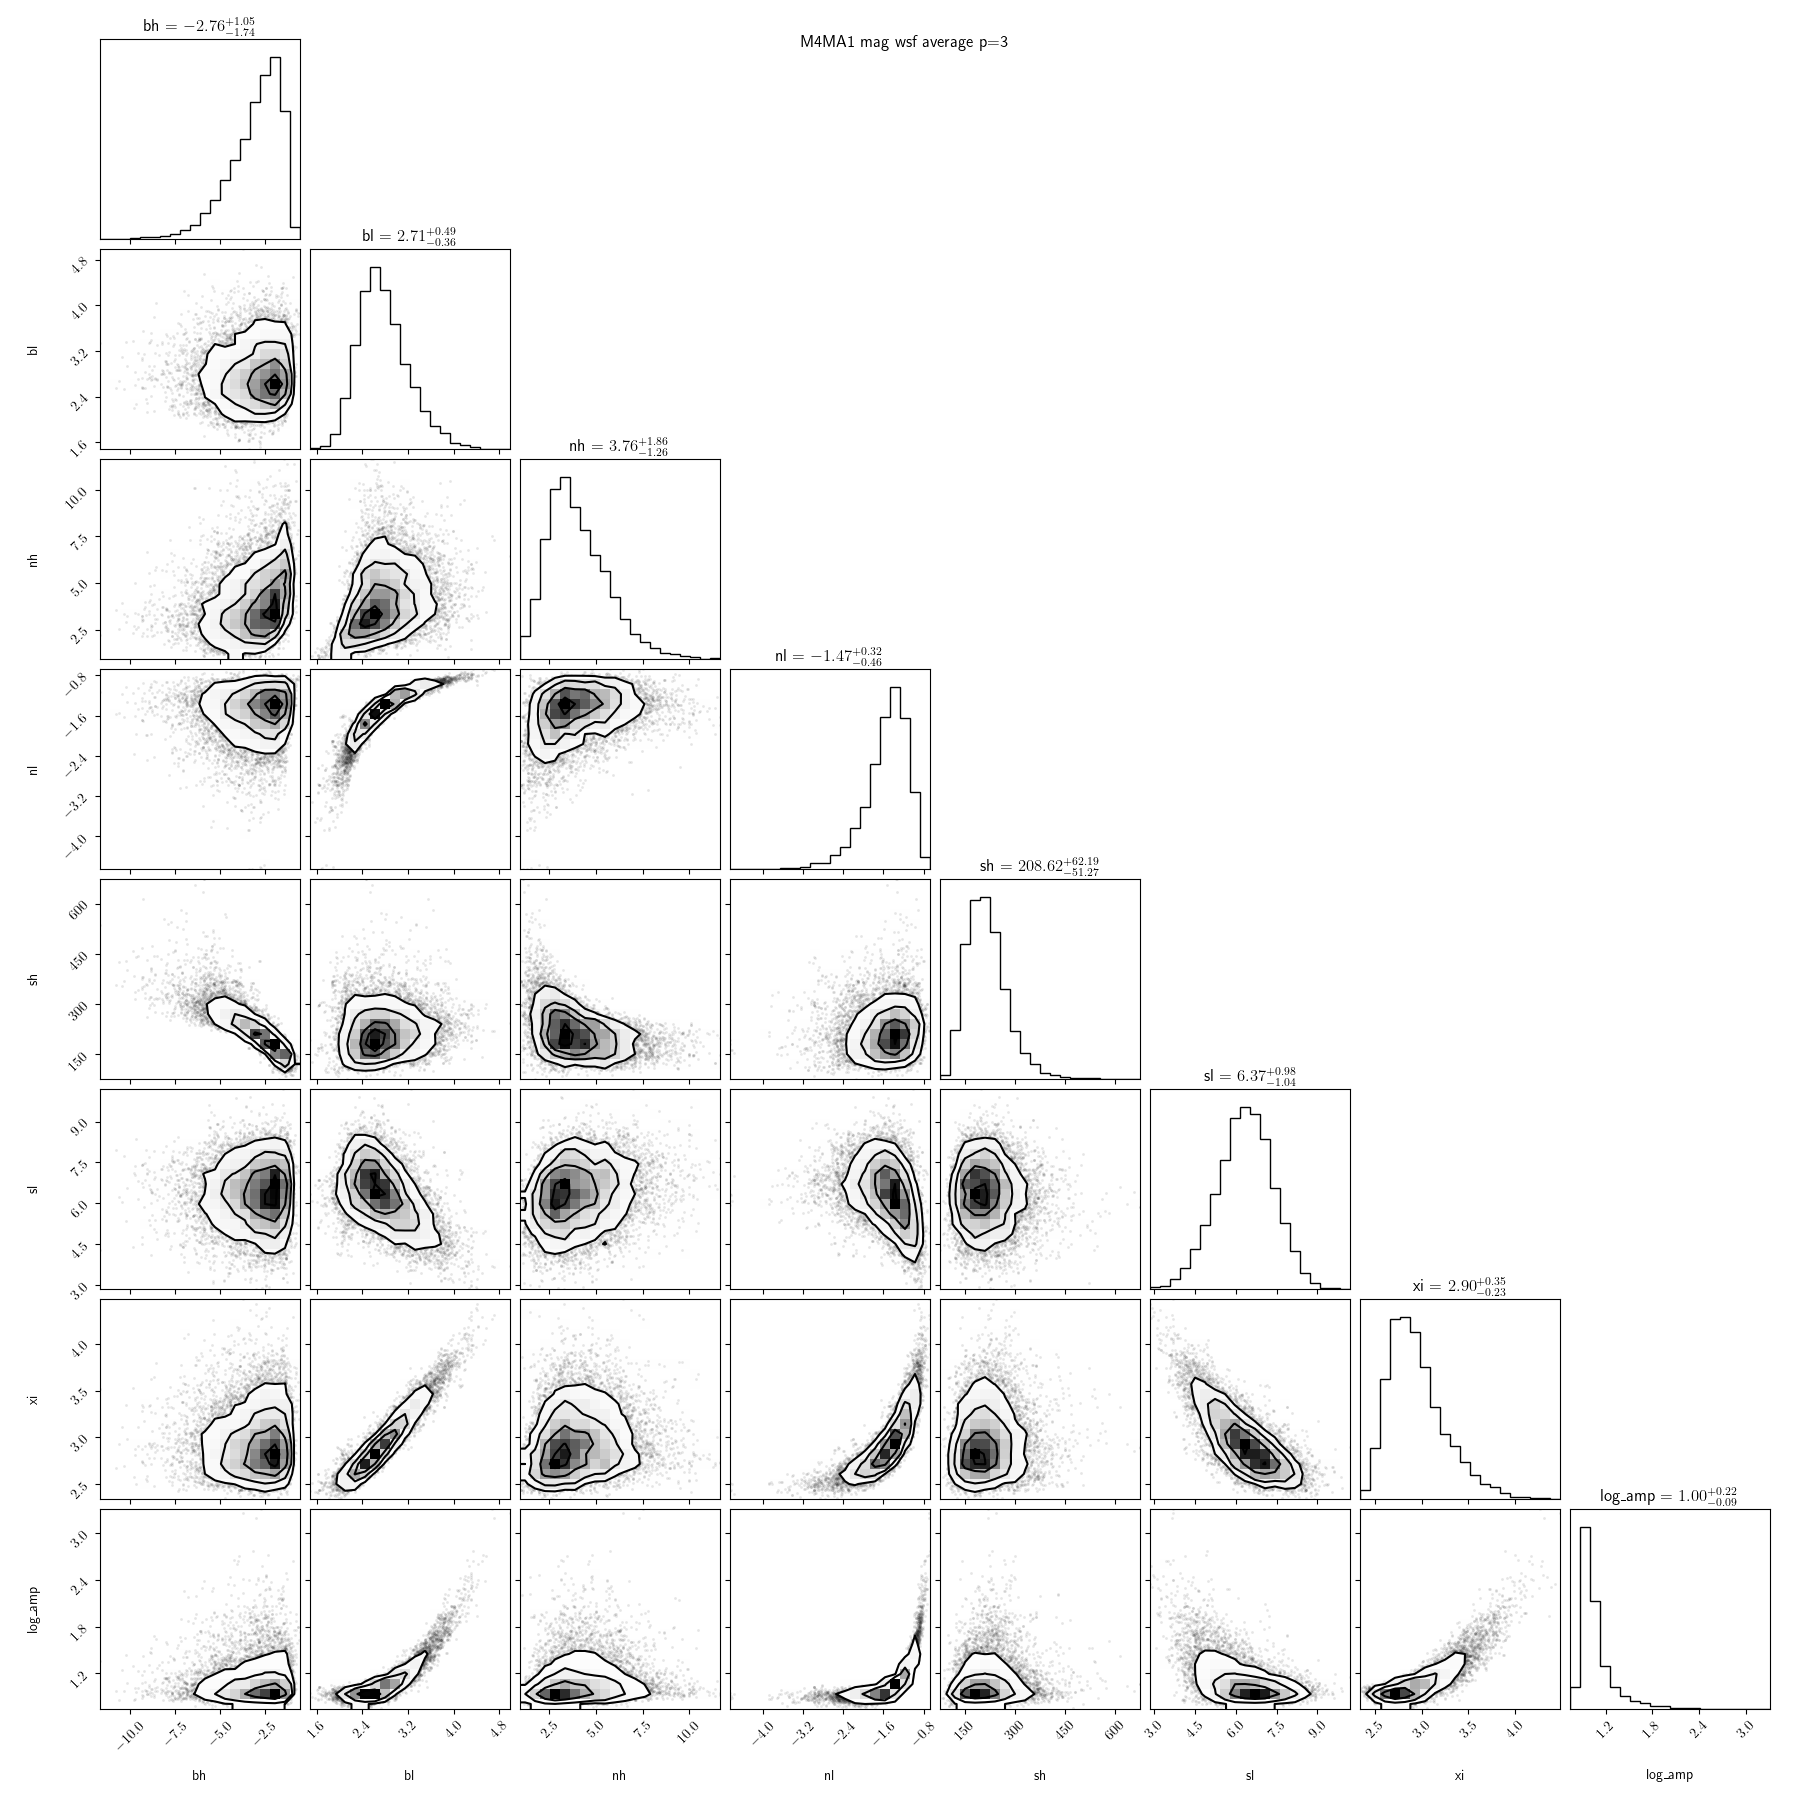 M4MA1 mag wsf average p=3
bh = −2.76+1.05−1.74
bl = 2.71+0.49−0.36
4.8
4.0
3.2
2.4
1.6
bl
nh = 3.76+1.86−1.26
10.0
7.5
5.0
2.5
nh
nl = −1.47+0.32−0.46
−0.8
−1.6
−2.4
−3.2
−4.0
nl
sh = 208.62+62.19−51.27
600
450
300
150
sh
sl = 6.37+0.98−1.04
9.0
7.5
6.0
4.5
3.0
sl
xi = 2.90+0.35−0.23
4.0
3.5
3.0
2.5
xi
log_amp = 1.00+0.22−0.09
3.0
2.4
1.8
1.2
log_amp
−10.0 −7.5 −5.0 −2.5 1.6 2.4 3.2 4.0 4.8 2.5 5.0 7.5 10.0 −4.0 −3.2 −2.4 −1.6 −0.8 150 300 450 600 3.0 4.5 6.0 7.5 9.0 2.5 3.0 3.5 4.0 1.2 1.8 2.4 3.0
bh bl nh nl sh sl xi log_amp